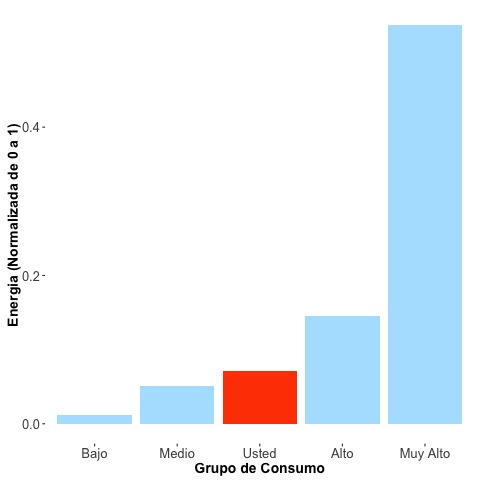 Energia (Normalizada de 0 a 1)
0.4
0.2
0.0
Bajo Medio Usted Alto Muy Alto
Grupo de Consumo